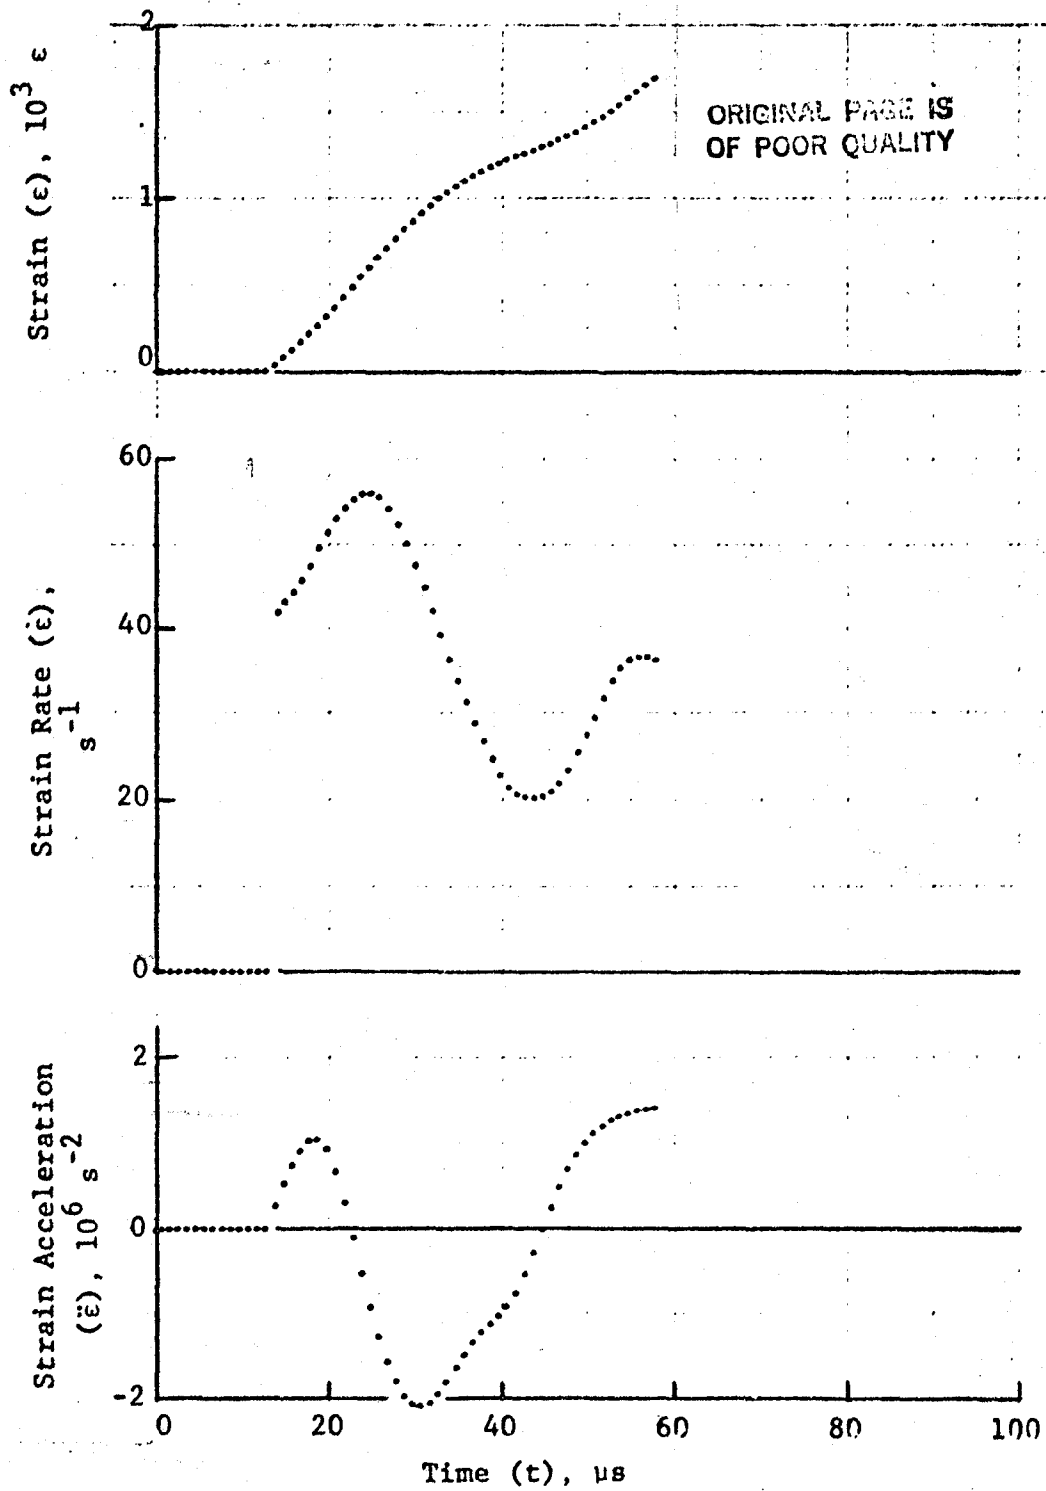 2
Strain (ε), 10³ ε
ORIGINAL PAGE IS
OF POOR QUALITY
1
0
60
40
Strain Rate (ε̇),
s⁻¹
20
0
2
Strain Acceleration
(ε̈), 10⁶ s⁻²
0
-2
0 20 40 60 80 100
Time (t), μs